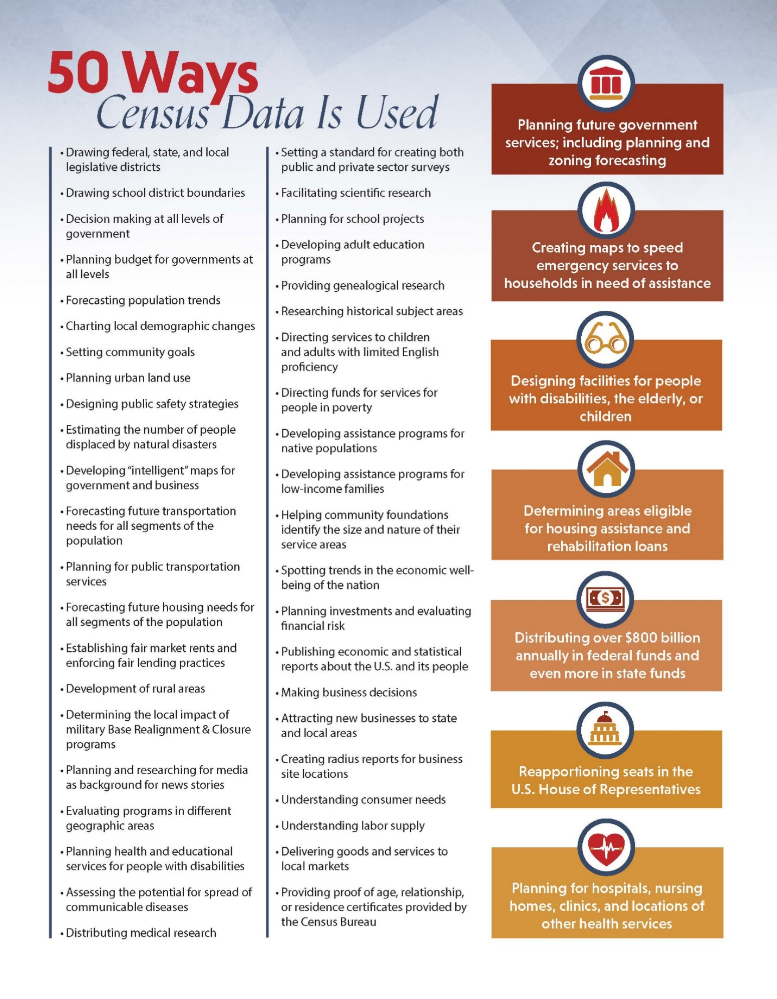 50 Ways
Census Data Is Used
• Drawing federal, state, and local
legislative districts
• Drawing school district boundaries
• Decision making at all levels of
government
• Planning budget for governments at
all levels
• Forecasting population trends
• Charting local demographic changes
• Setting community goals
• Planning urban land use
• Designing public safety strategies
• Estimating the number of people
displaced by natural disasters
• Developing “intelligent” maps for
government and business
• Forecasting future transportation
needs for all segments of the
population
• Planning for public transportation
services
• Forecasting future housing needs for
all segments of the population
• Establishing fair market rents and
enforcing fair lending practices
• Development of rural areas
• Determining the local impact of
military Base Realignment & Closure
programs
• Planning and researching for media
as background for news stories
• Evaluating programs in different
geographic areas
• Planning health and educational
services for people with disabilities
• Assessing the potential for spread of
communicable diseases
• Distributing medical research
• Setting a standard for creating both
public and private sector surveys
• Facilitating scientific research
• Planning for school projects
• Developing adult education
programs
• Providing genealogical research
• Researching historical subject areas
• Directing services to children
and adults with limited English
proficiency
• Directing funds for services for
people in poverty
• Developing assistance programs for
native populations
• Developing assistance programs for
low-income families
• Helping community foundations
identify the size and nature of their
service areas
• Spotting trends in the economic well-
being of the nation
• Planning investments and evaluating
financial risk
• Publishing economic and statistical
reports about the U.S. and its people
• Making business decisions
• Attracting new businesses to state
and local areas
• Creating radius reports for business
site locations
• Understanding consumer needs
• Understanding labor supply
• Delivering goods and services to
local markets
• Providing proof of age, relationship,
or residence certificates provided by
the Census Bureau
Planning future government
services; including planning and
zoning forecasting
Creating maps to speed
emergency services to
households in need of assistance
Designing facilities for people
with disabilities, the elderly, or
children
Determining areas eligible
for housing assistance and
rehabilitation loans
$
Distributing over $800 billion
annually in federal funds and
even more in state funds
Reapportioning seats in the
U.S. House of Representatives
Planning for hospitals, nursing
homes, clinics, and locations of
other health services